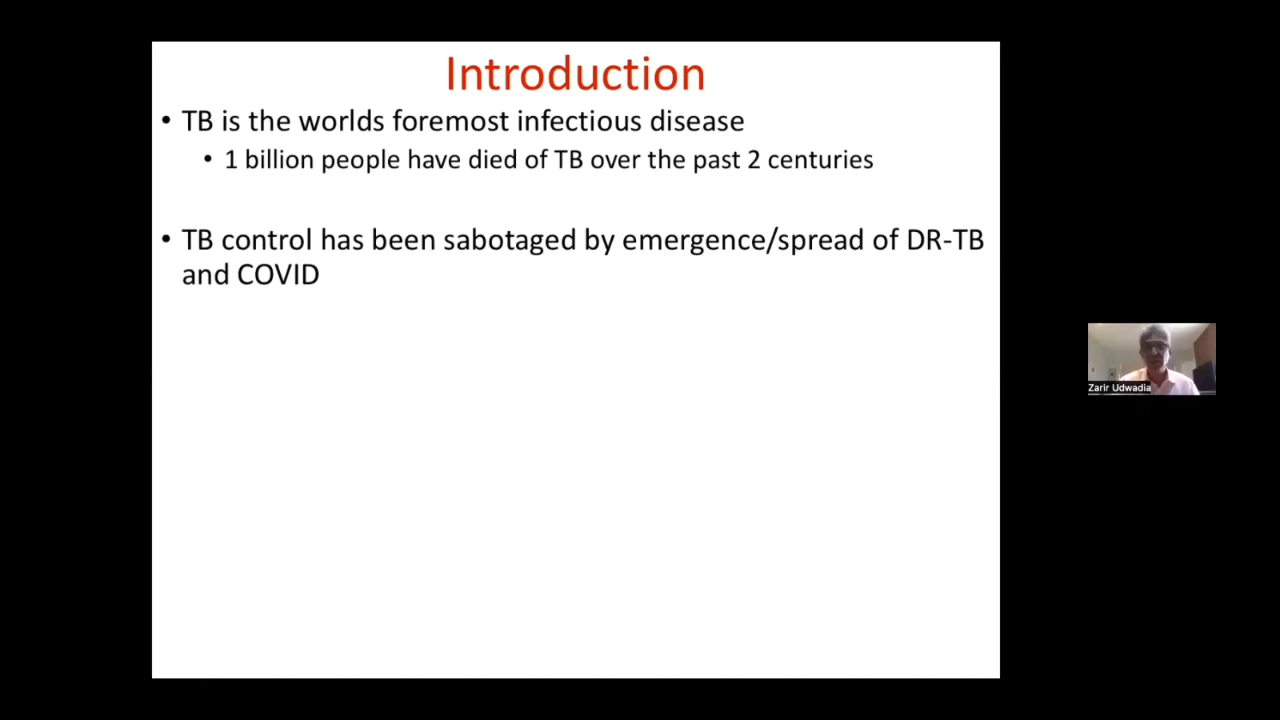 Introduction
• TB is the worlds foremost infectious disease
• 1 billion people have died of TB over the past 2 centuries
• TB control has been sabotaged by emergence/spread of DR-TB
and COVID
Zarir Udwadia